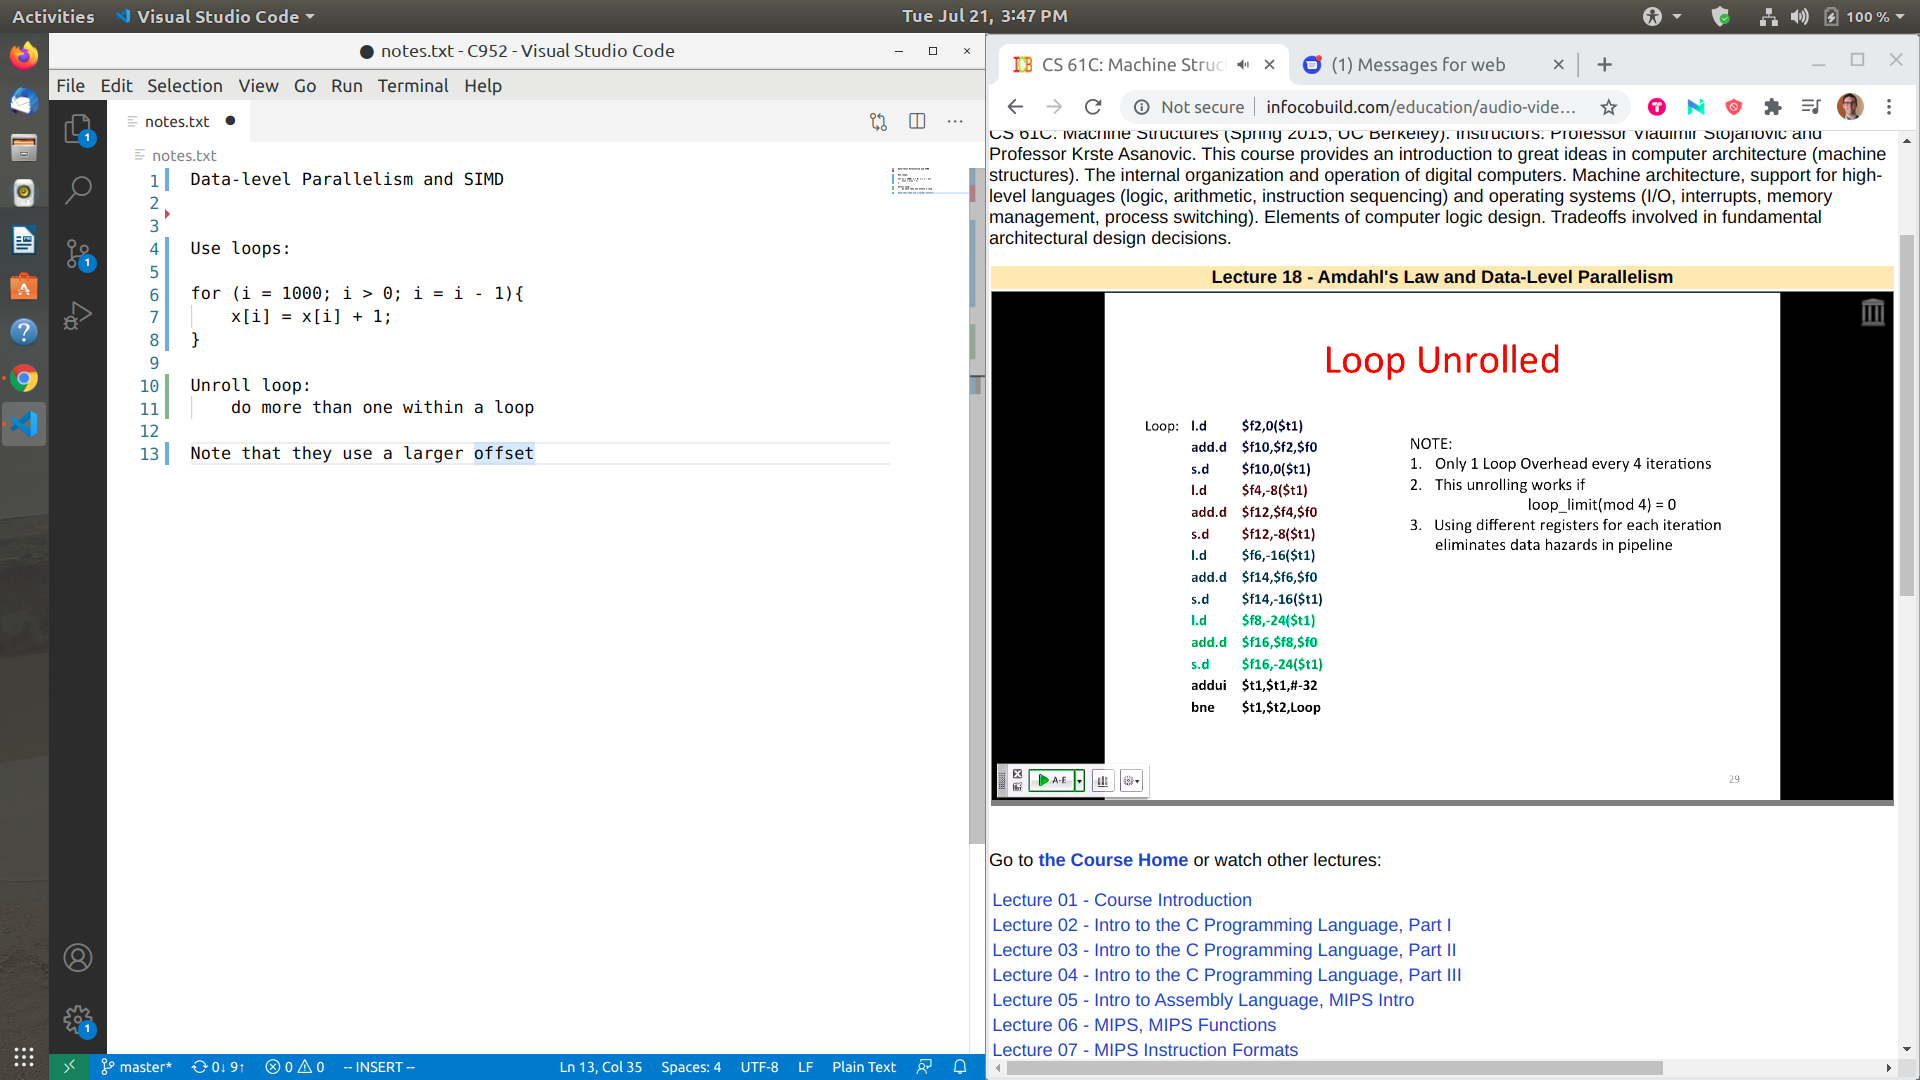 Activities
Visual Studio Code
Tue Jul 21, 3:47 PM
100 %
notes.txt - C952 - Visual Studio Code
File Edit Selection View Go Run Terminal Help
notes.txt
notes.txt
1 Data-level Parallelism and SIMD
2
3
4 Use loops:
5
6 for (i = 1000; i > 0; i = i - 1){
7 x[i] = x[i] + 1;
8 }
9
10 Unroll loop:
11 do more than one within a loop
12
13 Note that they use a larger offset
1
1
1
master*
0↓ 9↑
0 0
-- INSERT --
Ln 13, Col 35
Spaces: 4
UTF-8
LF
Plain Text
CS 61C: Machine Struc
(1) Messages for web
Not secure
infocobuild.com/education/audio-vide...
CS 61C: Machine Structures (Spring 2015, UC Berkeley). Instructors: Professor Vladimir Stojanovic and
Professor Krste Asanovic. This course provides an introduction to great ideas in computer architecture (machine
structures). The internal organization and operation of digital computers. Machine architecture, support for high-
level languages (logic, arithmetic, instruction sequencing) and operating systems (I/O, interrupts, memory
management, process switching). Elements of computer logic design. Tradeoffs involved in fundamental
architectural design decisions.
Lecture 18 - Amdahl's Law and Data-Level Parallelism
Loop Unrolled
Loop: l.d $f2,0($t1)
add.d $f10,$f2,$f0
s.d $f10,0($t1)
l.d $f4,-8($t1)
add.d $f12,$f4,$f0
s.d $f12,-8($t1)
l.d $f6,-16($t1)
add.d $f14,$f6,$f0
s.d $f14,-16($t1)
l.d $f8,-24($t1)
add.d $f16,$f8,$f0
s.d $f16,-24($t1)
addui $t1,$t1,#-32
bne $t1,$t2,Loop
NOTE:
1. Only 1 Loop Overhead every 4 iterations
2. This unrolling works if
loop_limit(mod 4) = 0
3. Using different registers for each iteration
eliminates data hazards in pipeline
A-E
29
Go to the Course Home or watch other lectures:
Lecture 01 - Course Introduction
Lecture 02 - Intro to the C Programming Language, Part I
Lecture 03 - Intro to the C Programming Language, Part II
Lecture 04 - Intro to the C Programming Language, Part III
Lecture 05 - Intro to Assembly Language, MIPS Intro
Lecture 06 - MIPS, MIPS Functions
Lecture 07 - MIPS Instruction Formats